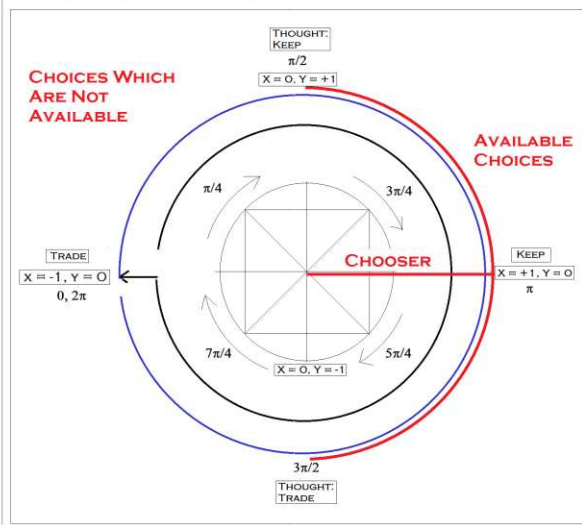 THOUGHT:
KEEP
π/2
X = 0, Y = +1
CHOICES WHICH
ARE NOT
AVAILABLE
AVAILABLE
CHOICES
π/4
3π/4
TRADE
X = -1, Y = 0
0, 2π
CHOOSER
KEEP
X = +1, Y = 0
π
7π/4
5π/4
X = 0, Y = -1
3π/2
THOUGHT:
TRADE